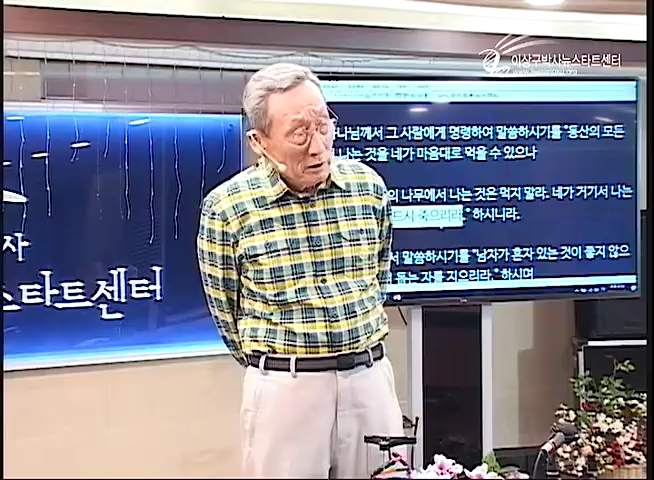 이상구박사뉴스타트센터
나님께서 그 사람에게 명령하여 말씀하시기를 "동산의 모든
나는 것을 네가 마음대로 먹을 수 있으나
의 나무에서 나는 것은 먹지 말라. 네가 거기서 나는
드시 죽으리라." 하시니라.
서 말씀하시기를 "남자가 혼자 있는 것이 좋지 않으
돕는 자를 지으리라." 하시며
자
스타트센터